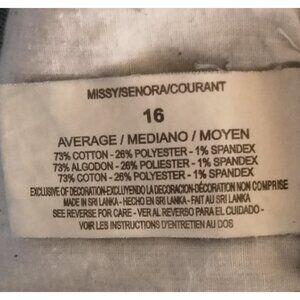 MISSY/SENORA/COURANT
16
AVERAGE / MEDIANO / MOYEN
73% COTTON - 26% POLYESTER - 1% SPANDEX
73% ALGODON - 26% POLIESTER - 1% SPANDEX
73% COTON - 26% POLYESTER - 1% SPANDEX
EXCLUSIVE OF DECORATION-EXCLUYENDO LA DECORACION-DÉCORATION NON COMPRISE
MADE IN SRI LANKA - HECHO EN SRI LANKA - FAIT AU SRI LANKA
SEE REVERSE FOR CARE - VER AL REVERSO PARA EL CUIDADO -
VOIR LES INSTRUCTIONS D'ENTRETIEN AU DOS